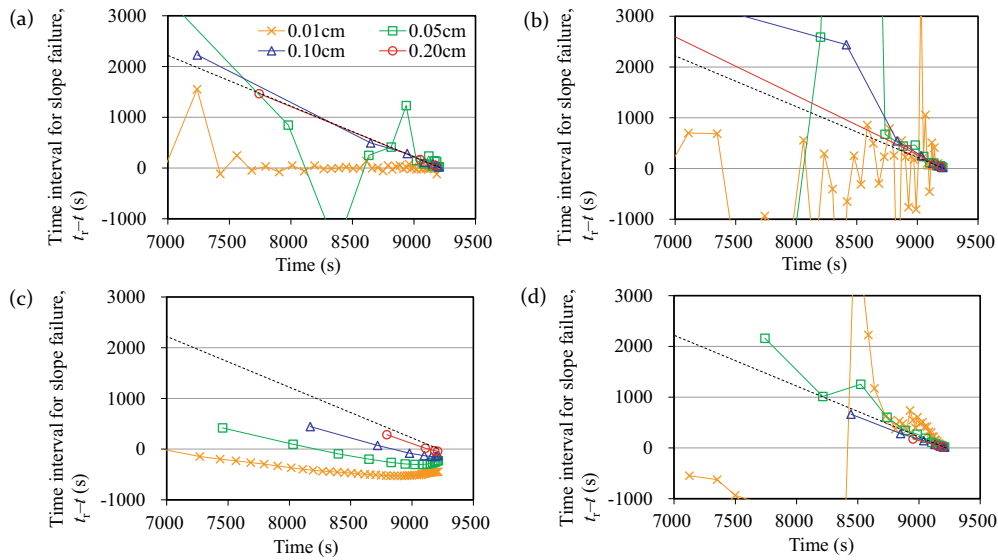 (a)
Time interval for slope failure,
tr–t (s)
3000
2000
1000
0
-1000
0.01cm
0.05cm
0.10cm
0.20cm
7000 7500 8000 8500 9000 9500
Time (s)
(b)
Time interval for slope failure,
tr–t (s)
3000
2000
1000
0
-1000
7000 7500 8000 8500 9000 9500
Time (s)
(c)
Time interval for slope failure,
tr–t (s)
3000
2000
1000
0
-1000
7000 7500 8000 8500 9000 9500
Time (s)
(d)
Time interval for slope failure,
tr–t (s)
3000
2000
1000
0
-1000
7000 7500 8000 8500 9000 9500
Time (s)